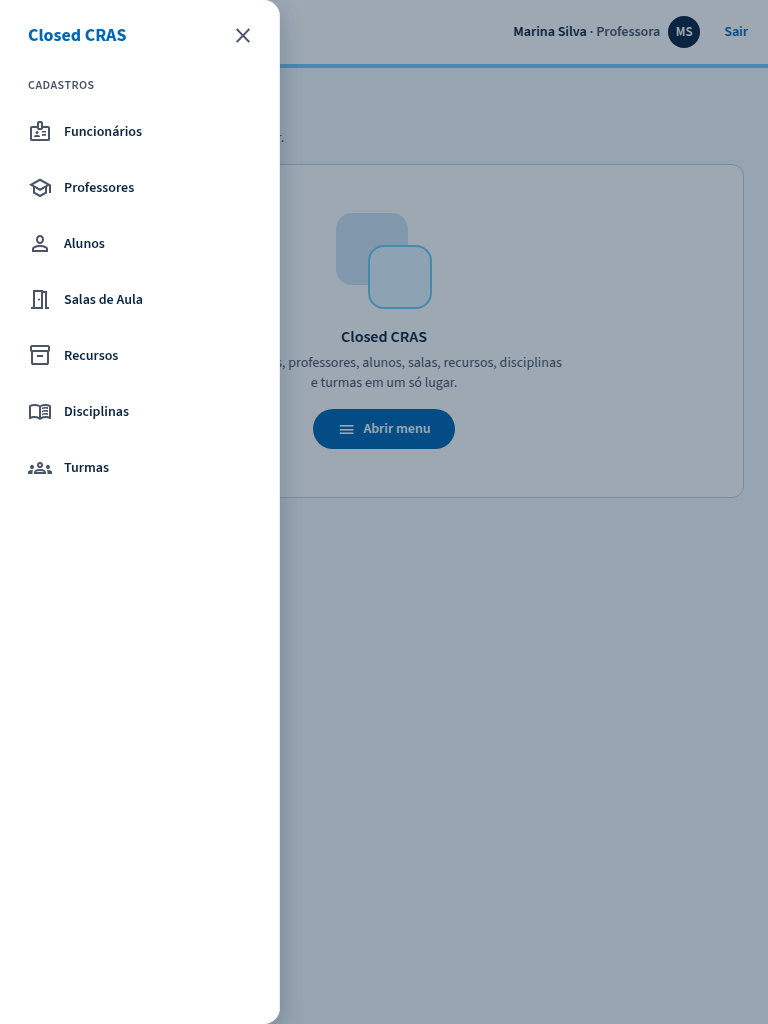 Closed CRAS
CADASTROS
Funcionários
Professores
Alunos
Salas de Aula
Recursos
Disciplinas
Turmas
Marina Silva · Professora
MS
Sair
Closed CRAS
professores, alunos, salas, recursos, disciplinas
e turmas em um só lugar.
Abrir menu